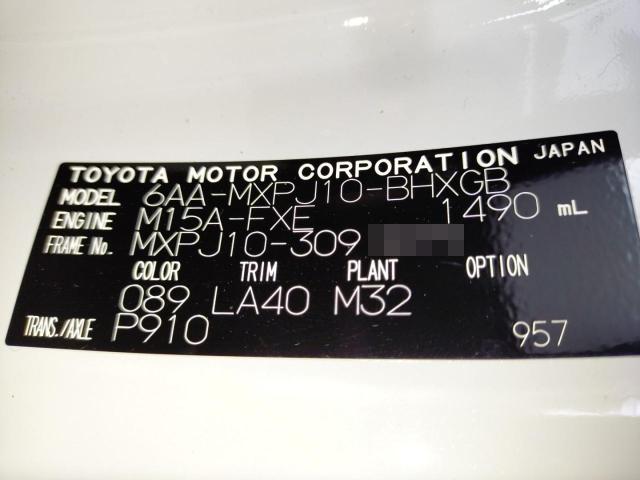 TOYOTA MOTOR CORPORATION JAPAN
MODEL 6AA-MXPJ10-BHXGB
ENGINE M15A-FXE 1490 mL
FRAME No. MXPJ10-309
COLOR TRIM PLANT OPTION
089 LA40 M32
TRANS./AXLE P910 957